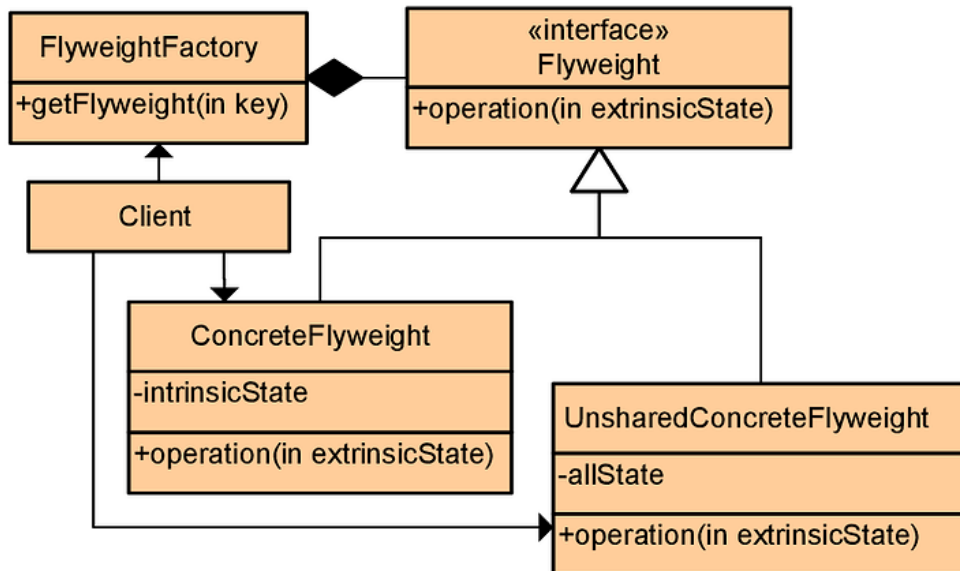 FlyweightFactory
+getFlyweight(in key)
«interface»
Flyweight
+operation(in extrinsicState)
Client
ConcreteFlyweight
-intrinsicState
+operation(in extrinsicState)
UnsharedConcreteFlyweight
-allState
+operation(in extrinsicState)